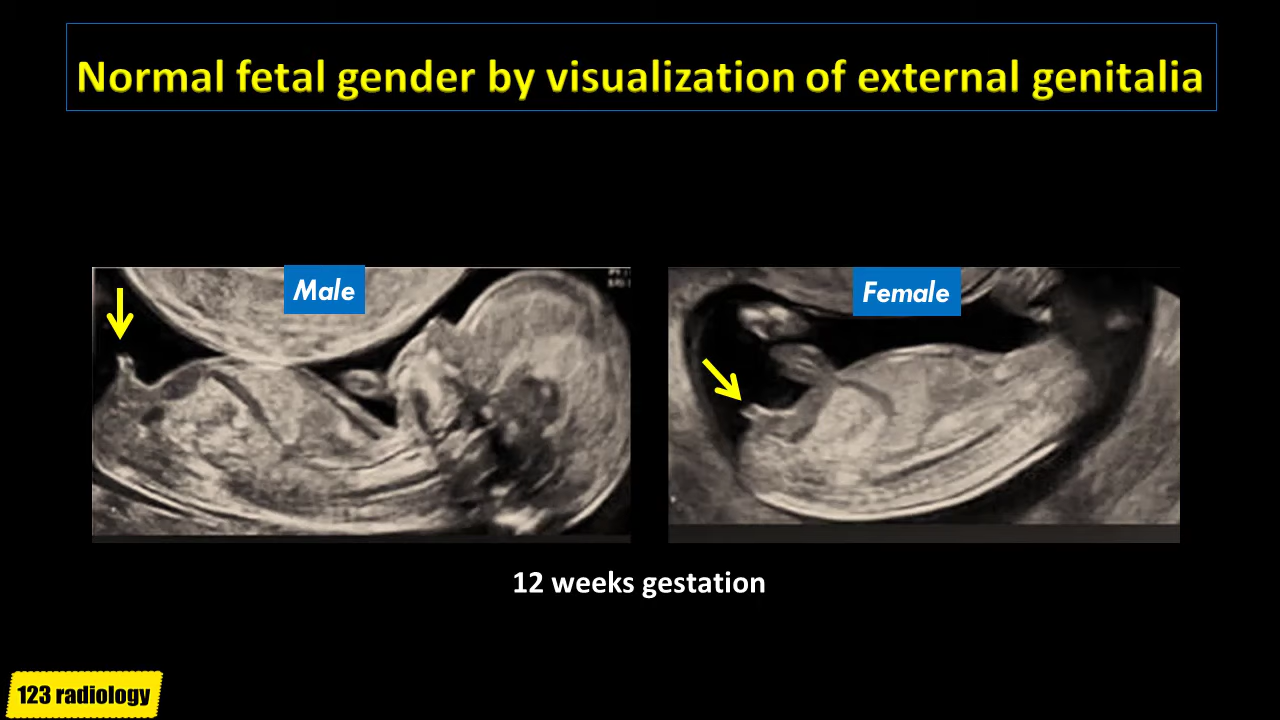 Normal fetal gender by visualization of external genitalia
Male
Female
12 weeks gestation
123 radiology